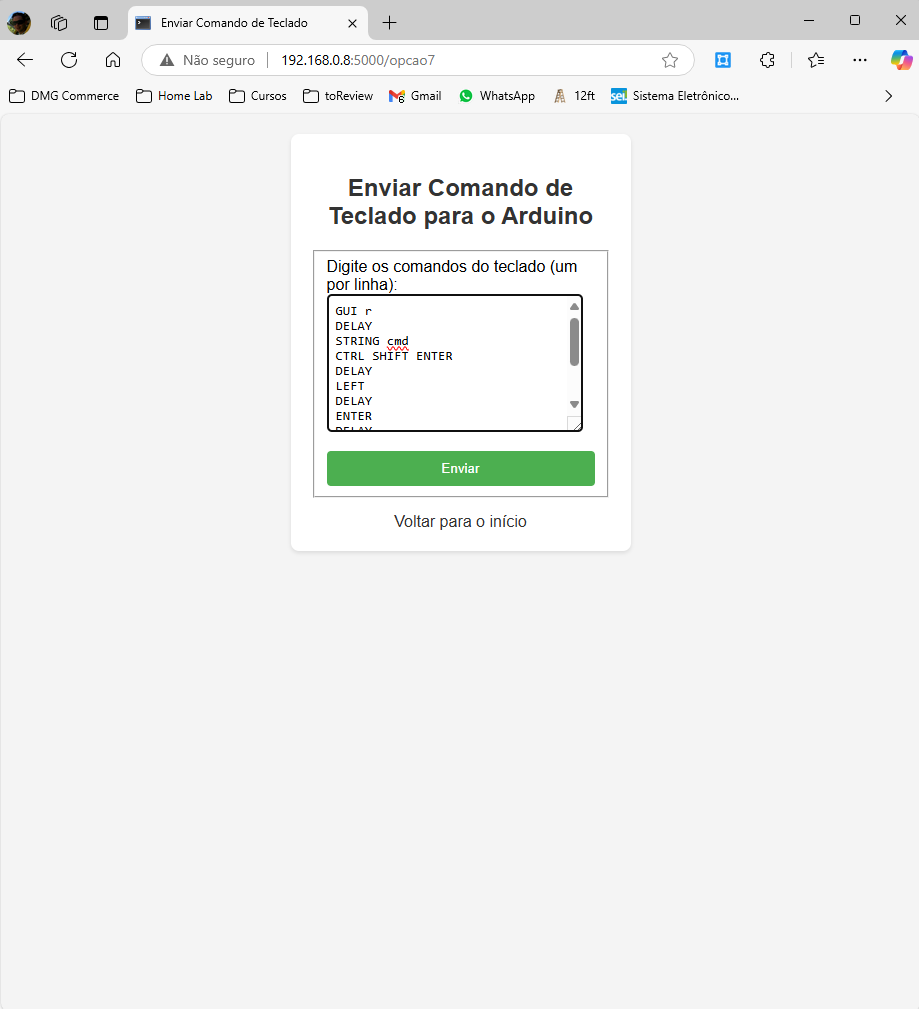 Enviar Comando de Teclado
Não seguro
192.168.0.8:5000/opcao7
DMG Commerce
Home Lab
Cursos
toReview
Gmail
WhatsApp
12ft
sei!
Sistema Eletrônico...
Enviar Comando de
Teclado para o Arduino
Digite os comandos do teclado (um
por linha):
GUI r
DELAY
STRING cmd
CTRL SHIFT ENTER
DELAY
LEFT
DELAY
ENTER
DELAY
Enviar
Voltar para o início